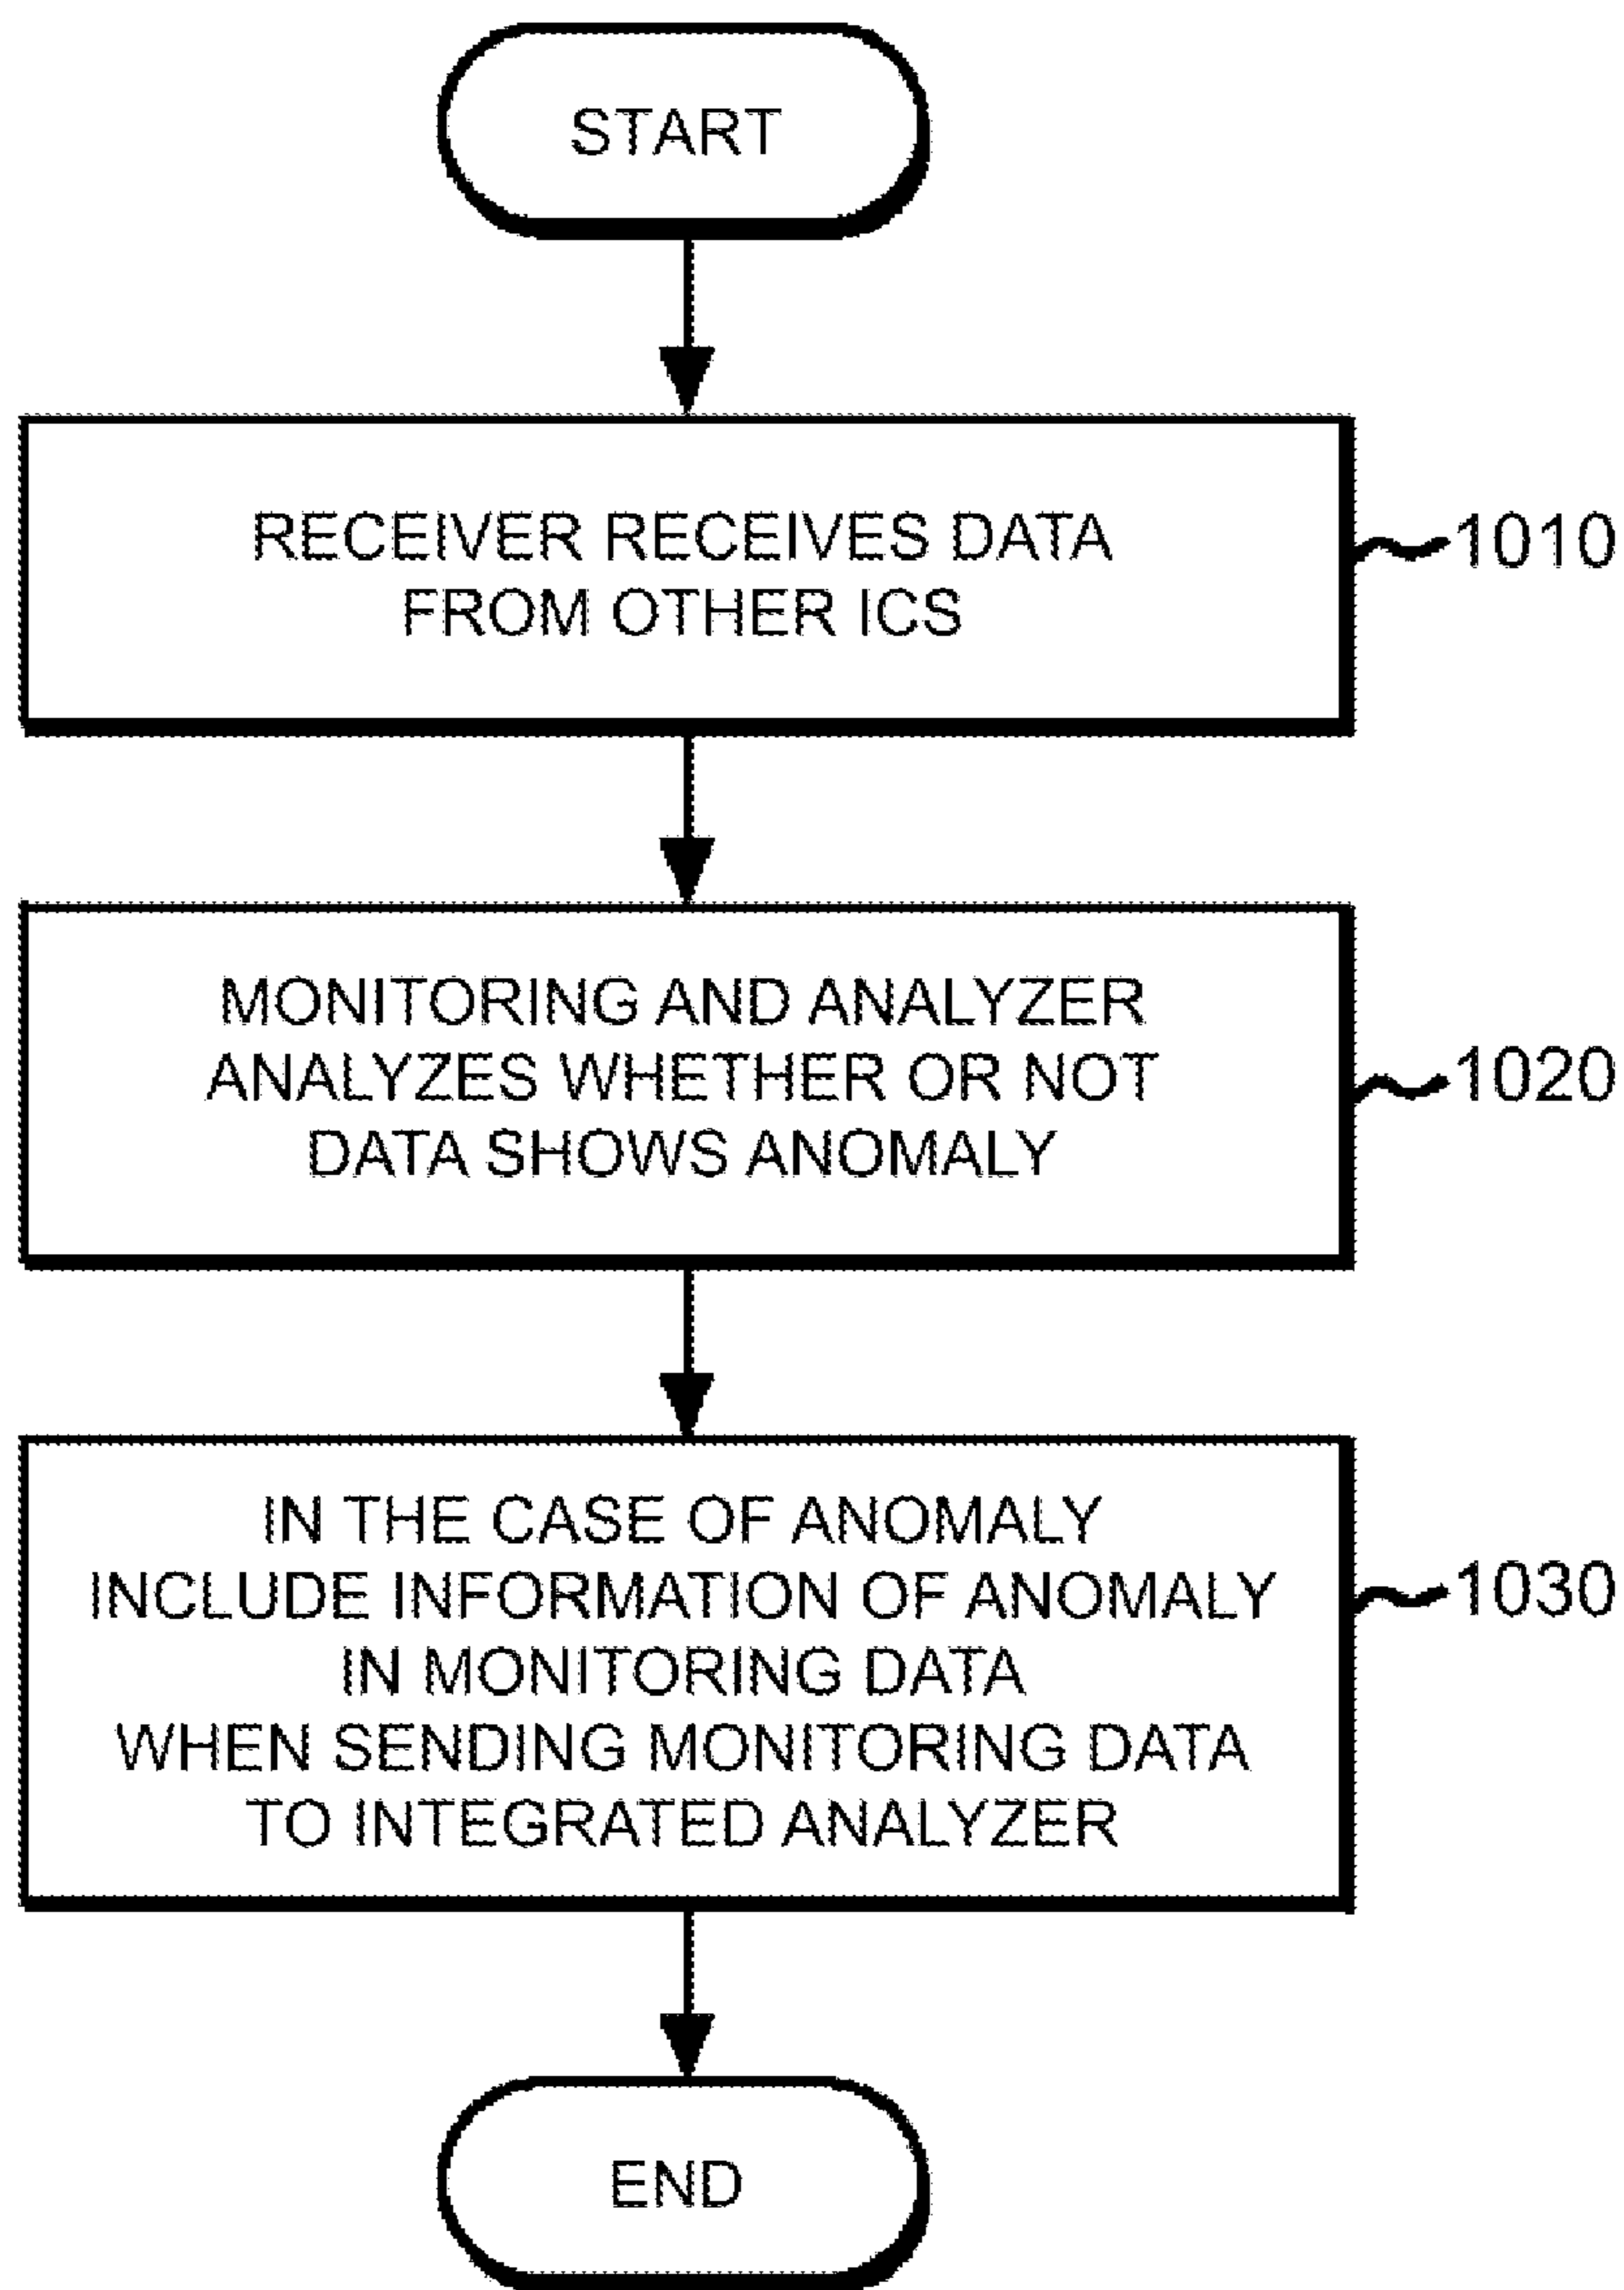 START
RECEIVER RECEIVES DATA
FROM OTHER ICS
1010
MONITORING AND ANALYZER
ANALYZES WHETHER OR NOT
DATA SHOWS ANOMALY
1020
IN THE CASE OF ANOMALY
INCLUDE INFORMATION OF ANOMALY
IN MONITORING DATA
WHEN SENDING MONITORING DATA
TO INTEGRATED ANALYZER
1030
END